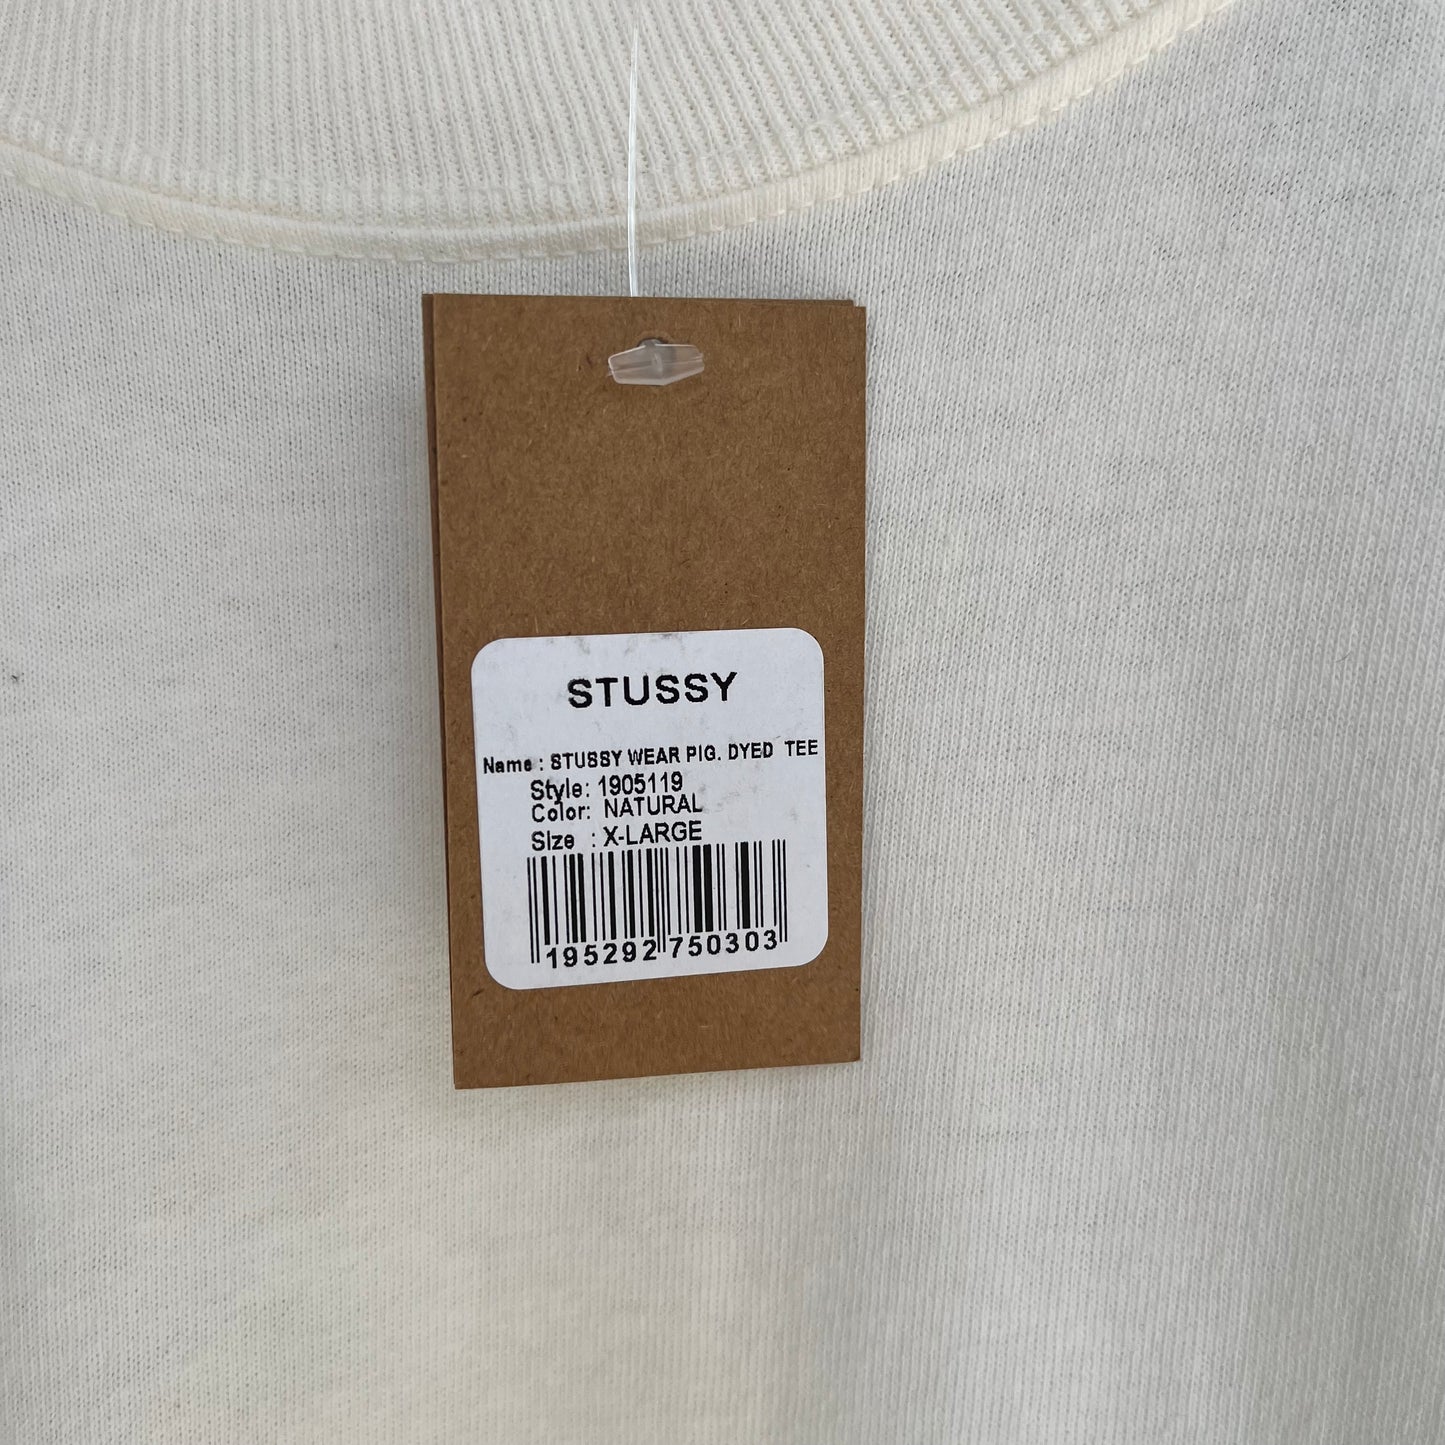 STUSSY
Name : STUSSY WEAR PIG. DYED TEE
Style: 1905119
Color: NATURAL
Size : X-LARGE
195292 750303